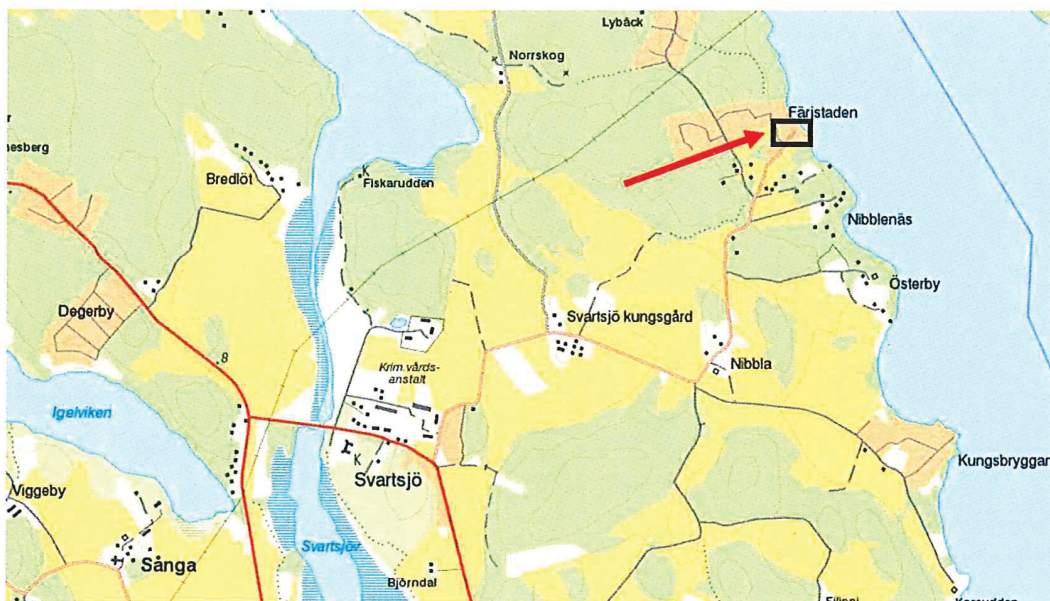 Lybäck
Norrskog
Färjstaden
nesberg
Bredlöt
K
Fiskarudden
Nibblenäs
Österby
Degerby
Svartsjö kungsgård
8
Krim.vårds-
anstalt
Nibbla
Igelviken
Kungsbryggan
K
Svartsjö
Viggeby
Svartsjöv
Sånga
Björndal